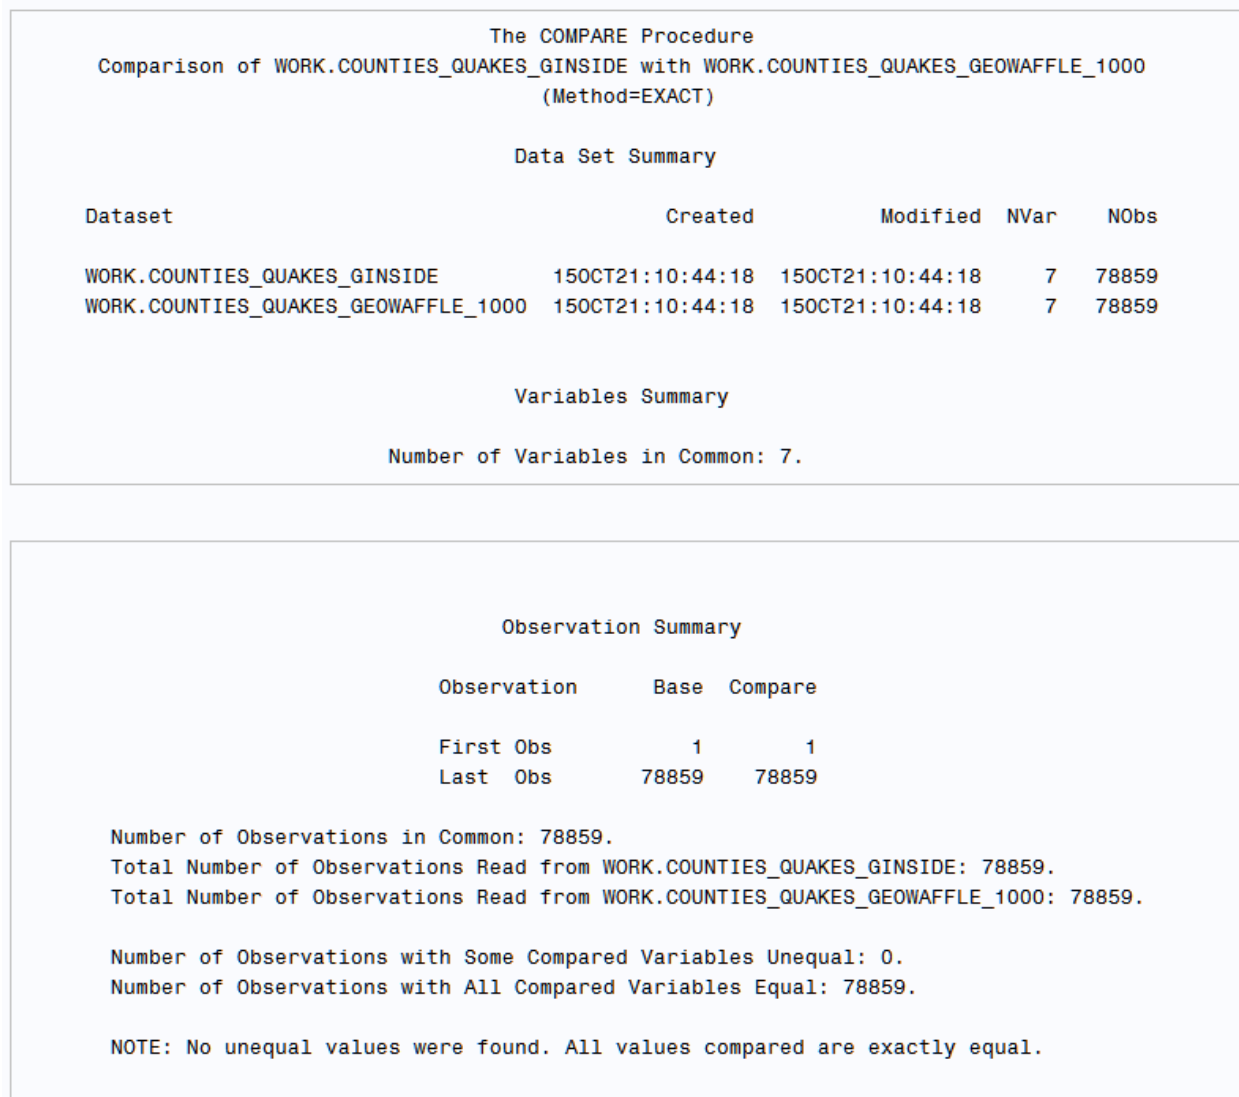 The COMPARE Procedure
Comparison of WORK.COUNTIES_QUAKES_GINSIDE with WORK.COUNTIES_QUAKES_GEOWAFFLE_1000
(Method=EXACT)
Data Set Summary
Dataset Created Modified NVar NObs
WORK.COUNTIES_QUAKES_GINSIDE 15OCT21:10:44:18 15OCT21:10:44:18 7 78859
WORK.COUNTIES_QUAKES_GEOWAFFLE_1000 15OCT21:10:44:18 15OCT21:10:44:18 7 78859
Variables Summary
Number of Variables in Common: 7.
Observation Summary
Observation Base Compare
First Obs 1 1
Last Obs 78859 78859
Number of Observations in Common: 78859.
Total Number of Observations Read from WORK.COUNTIES_QUAKES_GINSIDE: 78859.
Total Number of Observations Read from WORK.COUNTIES_QUAKES_GEOWAFFLE_1000: 78859.
Number of Observations with Some Compared Variables Unequal: 0.
Number of Observations with All Compared Variables Equal: 78859.
NOTE: No unequal values were found. All values compared are exactly equal.